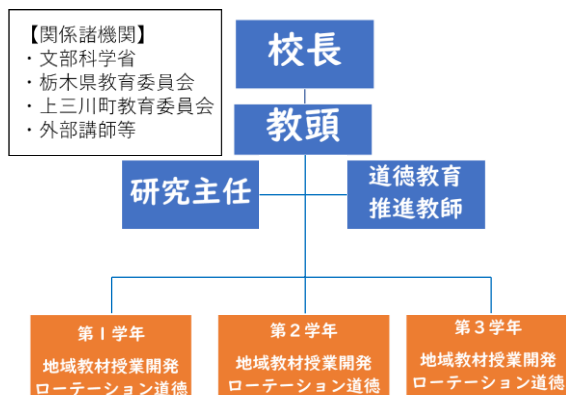 【関係諸機関】
・文部科学省
・栃木県教育委員会
・上三川町教育委員会
・外部講師等
校長
教頭
研究主任
道徳教育
推進教師
第1学年
地域教材授業開発
ローテーション道徳
第2学年
地域教材授業開発
ローテーション道徳
第3学年
地域教材授業開発
ローテーション道徳